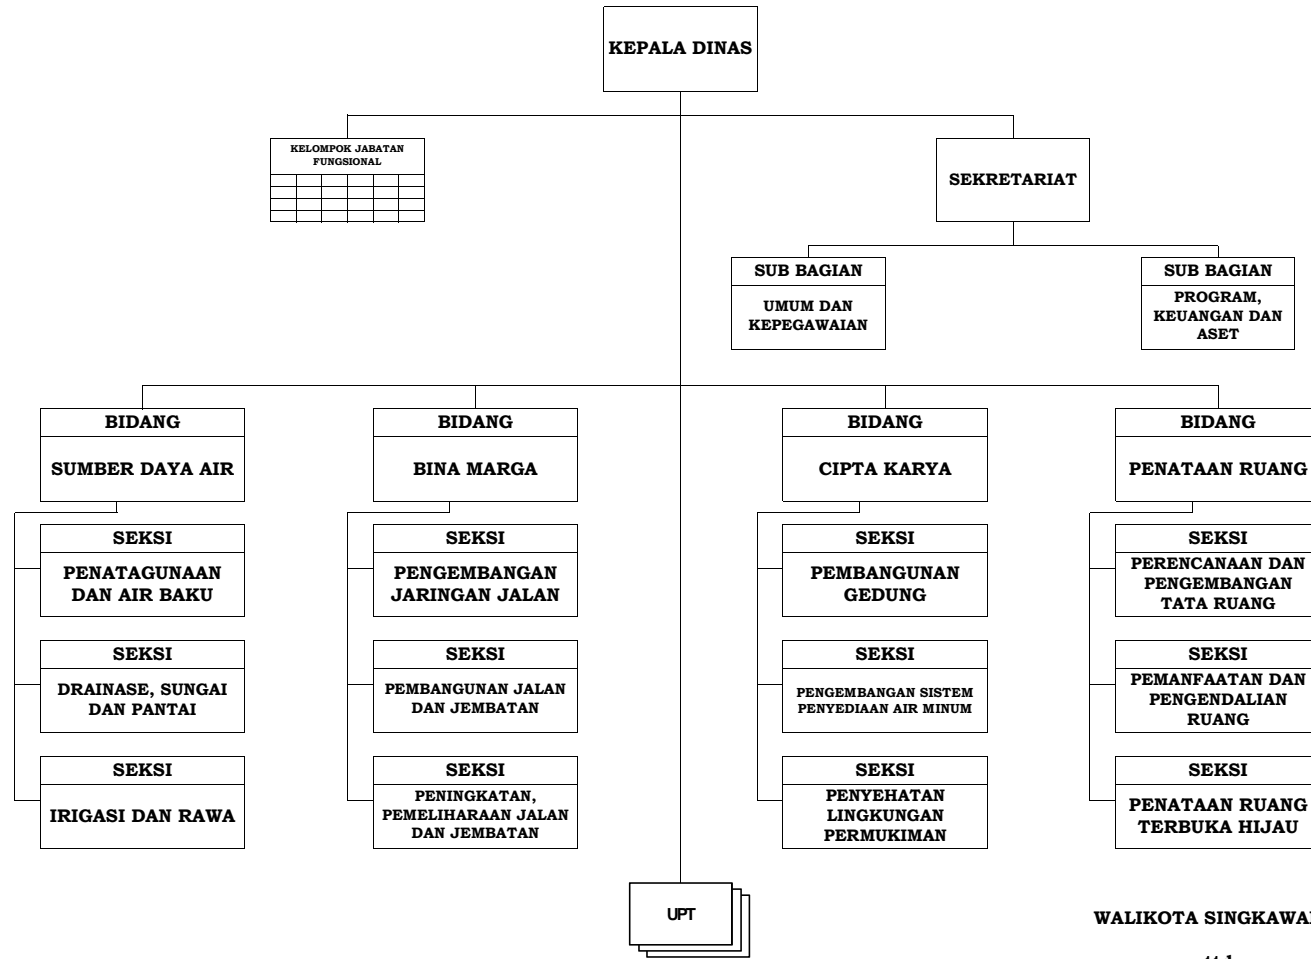 KEPALA DINAS
KELOMPOK JABATAN
FUNGSIONAL
SEKRETARIAT
SUB BAGIAN
UMUM DAN
KEPEGAWAIAN
SUB BAGIAN
PROGRAM,
KEUANGAN DAN
ASET
BIDANG
SUMBER DAYA AIR
SEKSI
PENATAGUNAAN
DAN AIR BAKU
SEKSI
DRAINASE, SUNGAI
DAN PANTAI
SEKSI
IRIGASI DAN RAWA
BIDANG
BINA MARGA
SEKSI
PENGEMBANGAN
JARINGAN JALAN
SEKSI
PEMBANGUNAN JALAN
DAN JEMBATAN
SEKSI
PENINGKATAN,
PEMELIHARAAN JALAN
DAN JEMBATAN
BIDANG
CIPTA KARYA
SEKSI
PEMBANGUNAN
GEDUNG
SEKSI
PENGEMBANGAN SISTEM
PENYEDIAAN AIR MINUM
SEKSI
PENYEHATAN
LINGKUNGAN
PERMUKIMAN
BIDANG
PENATAAN RUANG
SEKSI
PERENCANAAN DAN
PENGEMBANGAN
TATA RUANG
SEKSI
PEMANFAATAN DAN
PENGENDALIAN
RUANG
SEKSI
PENATAAN RUANG
TERBUKA HIJAU
UPT
WALIKOTA